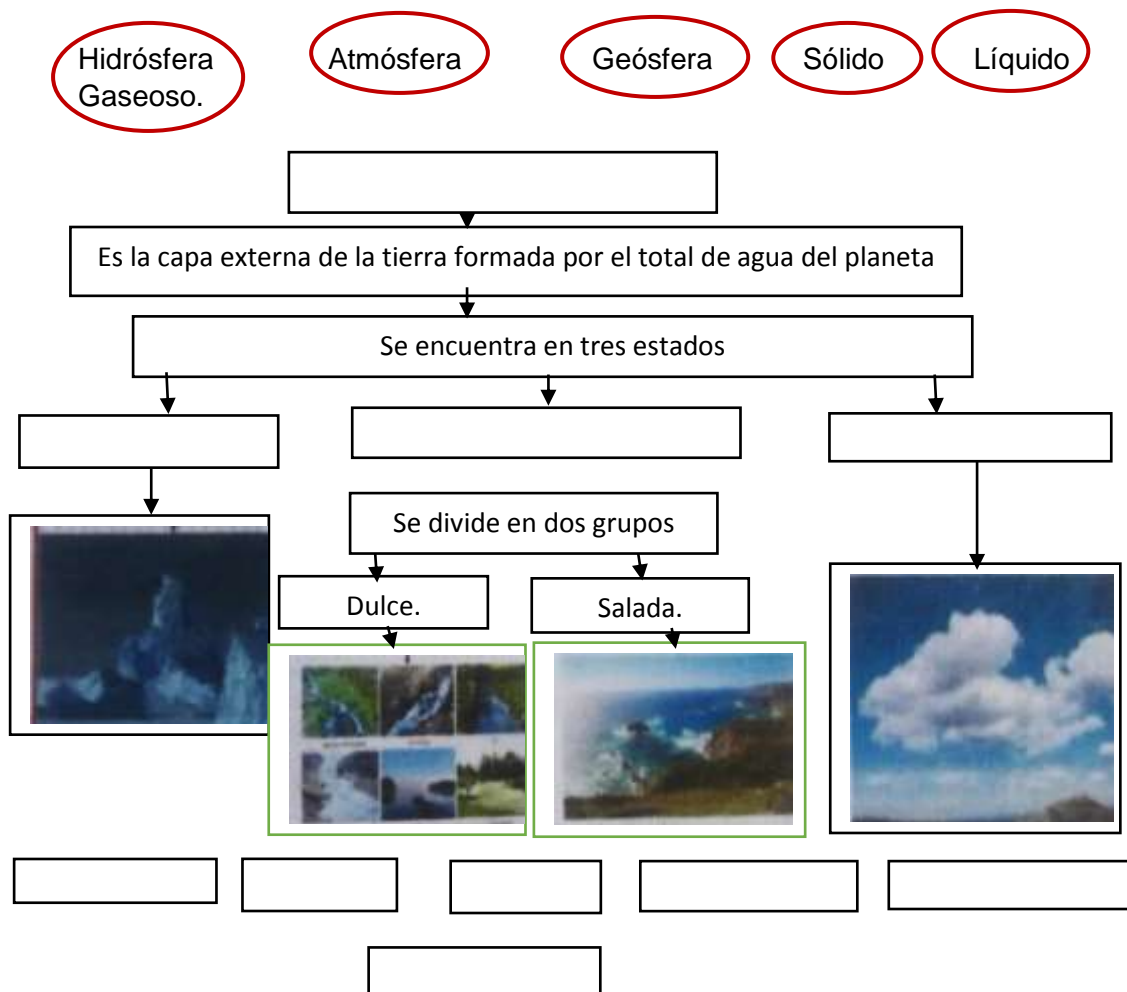 Hidrósfera Atmósfera Geósfera Sólido Líquido
Gaseoso.
Es la capa externa de la tierra formada por el total de agua del planeta
Se encuentra en tres estados
Se divide en dos grupos
Dulce. Salada.